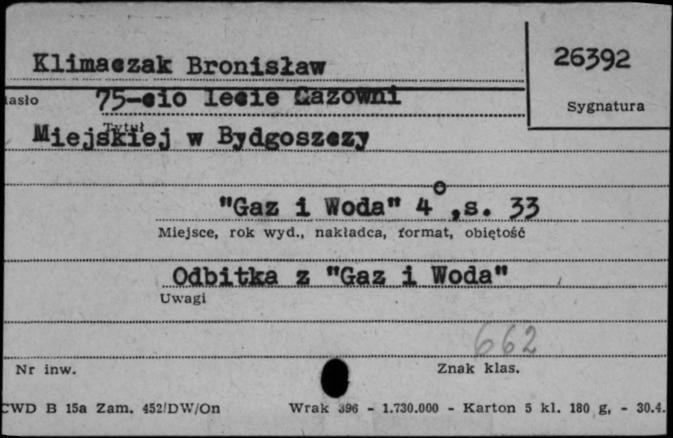 Klimaczak Bronisław
26392
asło 75-cio lecie Gazowni
Sygnatura
Tytuł
Miejskiej w Bydgoszczy
"Gaz i Woda" 4°,s. 33
Miejsce, rok wyd., nakładca, format, obiętość
Odbitka z "Gaz i Woda"
Uwagi
662
Nr inw.
Znak klas.
CWD B 15a Zam. 452/DW/On Wrak 396 - 1.730.000 - Karton 5 kl. 180 g, - 30.4.